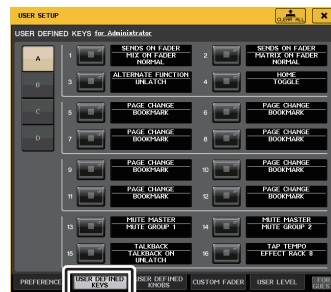 USER SETUP
CLEAR ALL
USER DEFINED KEYS for Administrator
A
B
C
D
1
SENDS ON FADER
MIX ON FADER
NORMAL
2
SENDS ON FADER
MATRIX ON FADER
NORMAL
3
ALTERNATE FUNCTION
UNLATCH
4
HOME
TOGGLE
5
PAGE CHANGE
BOOKMARK
6
PAGE CHANGE
BOOKMARK
7
PAGE CHANGE
BOOKMARK
8
PAGE CHANGE
BOOKMARK
9
PAGE CHANGE
BOOKMARK
10
PAGE CHANGE
BOOKMARK
11
PAGE CHANGE
BOOKMARK
12
PAGE CHANGE
BOOKMARK
13
MUTE MASTER
MUTE GROUP 1
14
MUTE MASTER
MUTE GROUP 2
15
TALKBACK
TALKBACK ON
UNLATCH
16
TAP TEMPO
EFFECT RACK 8
PREFERENCE
USER DEFINED
KEYS
USER DEFINED
KNOBS
CUSTOM FADER
USER LEVEL
FOR
GUEST